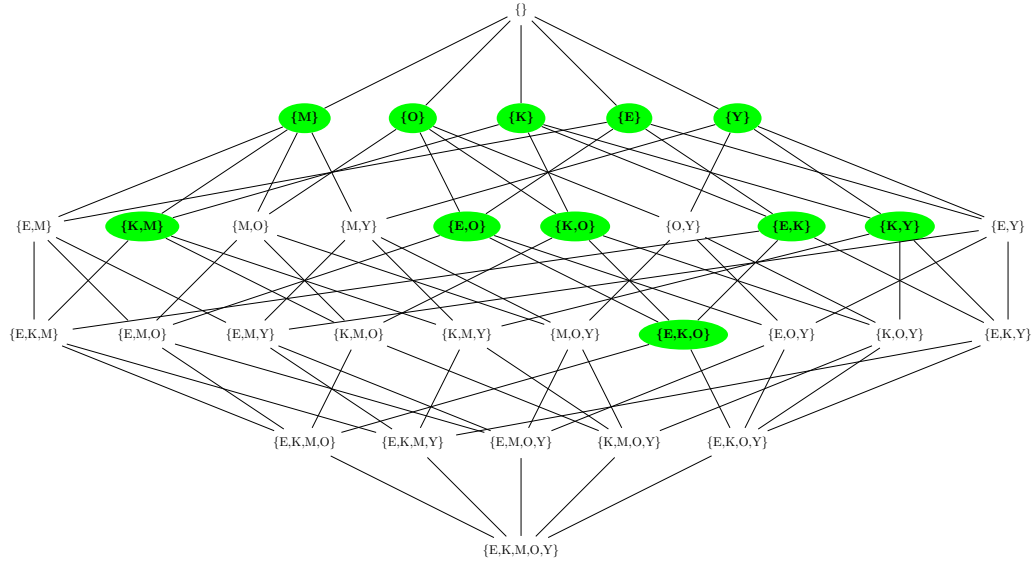 {}
{M} {O} {K} {E} {Y}
{E,M} {K,M} {M,O} {M,Y} {E,O} {K,O} {O,Y} {E,K} {K,Y} {E,Y}
{E,K,M} {E,M,O} {E,M,Y} {K,M,O} {K,M,Y} {M,O,Y} {E,K,O} {E,O,Y} {K,O,Y} {E,K,Y}
{E,K,M,O} {E,K,M,Y} {E,M,O,Y} {K,M,O,Y} {E,K,O,Y}
{E,K,M,O,Y}